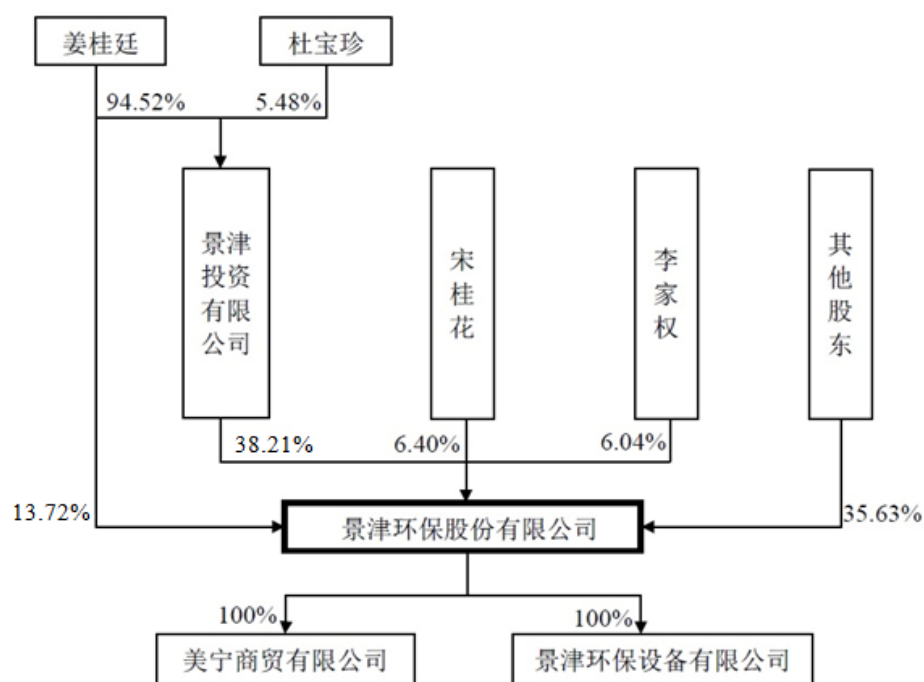 姜桂廷
杜宝珍
94.52%
5.48%
景津
投资
有限
公司
宋
桂
花
李
家
权
其
他
股
东
38.21%
6.40%
6.04%
13.72%
35.63%
景津环保股份有限公司
100%
100%
美宁商贸有限公司
景津环保设备有限公司